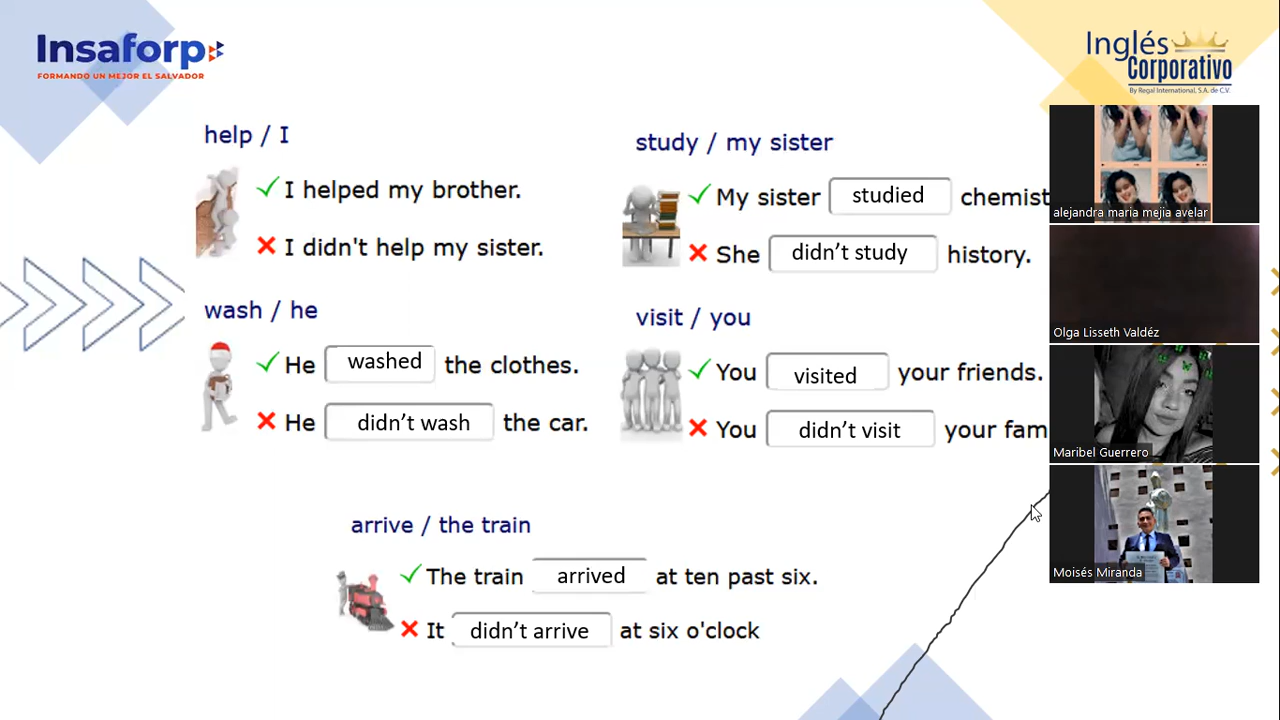 Insaforp
FORMANDO UN MEJOR EL SALVADOR
Inglés
Corporativo
By Regal International, S.A. de C.V.
help / I
I helped my brother.
I didn't help my sister.
study / my sister
My sister studied chemist
She didn't study history.
wash / he
He washed the clothes.
He didn't wash the car.
visit / you
You visited your friends.
You didn't visit your fam
arrive / the train
The train arrived at ten past six.
It didn't arrive at six o'clock
alejandra maria mejia avelar
Olga Lisseth Valdéz
Maribel Guerrero
Moisés Miranda